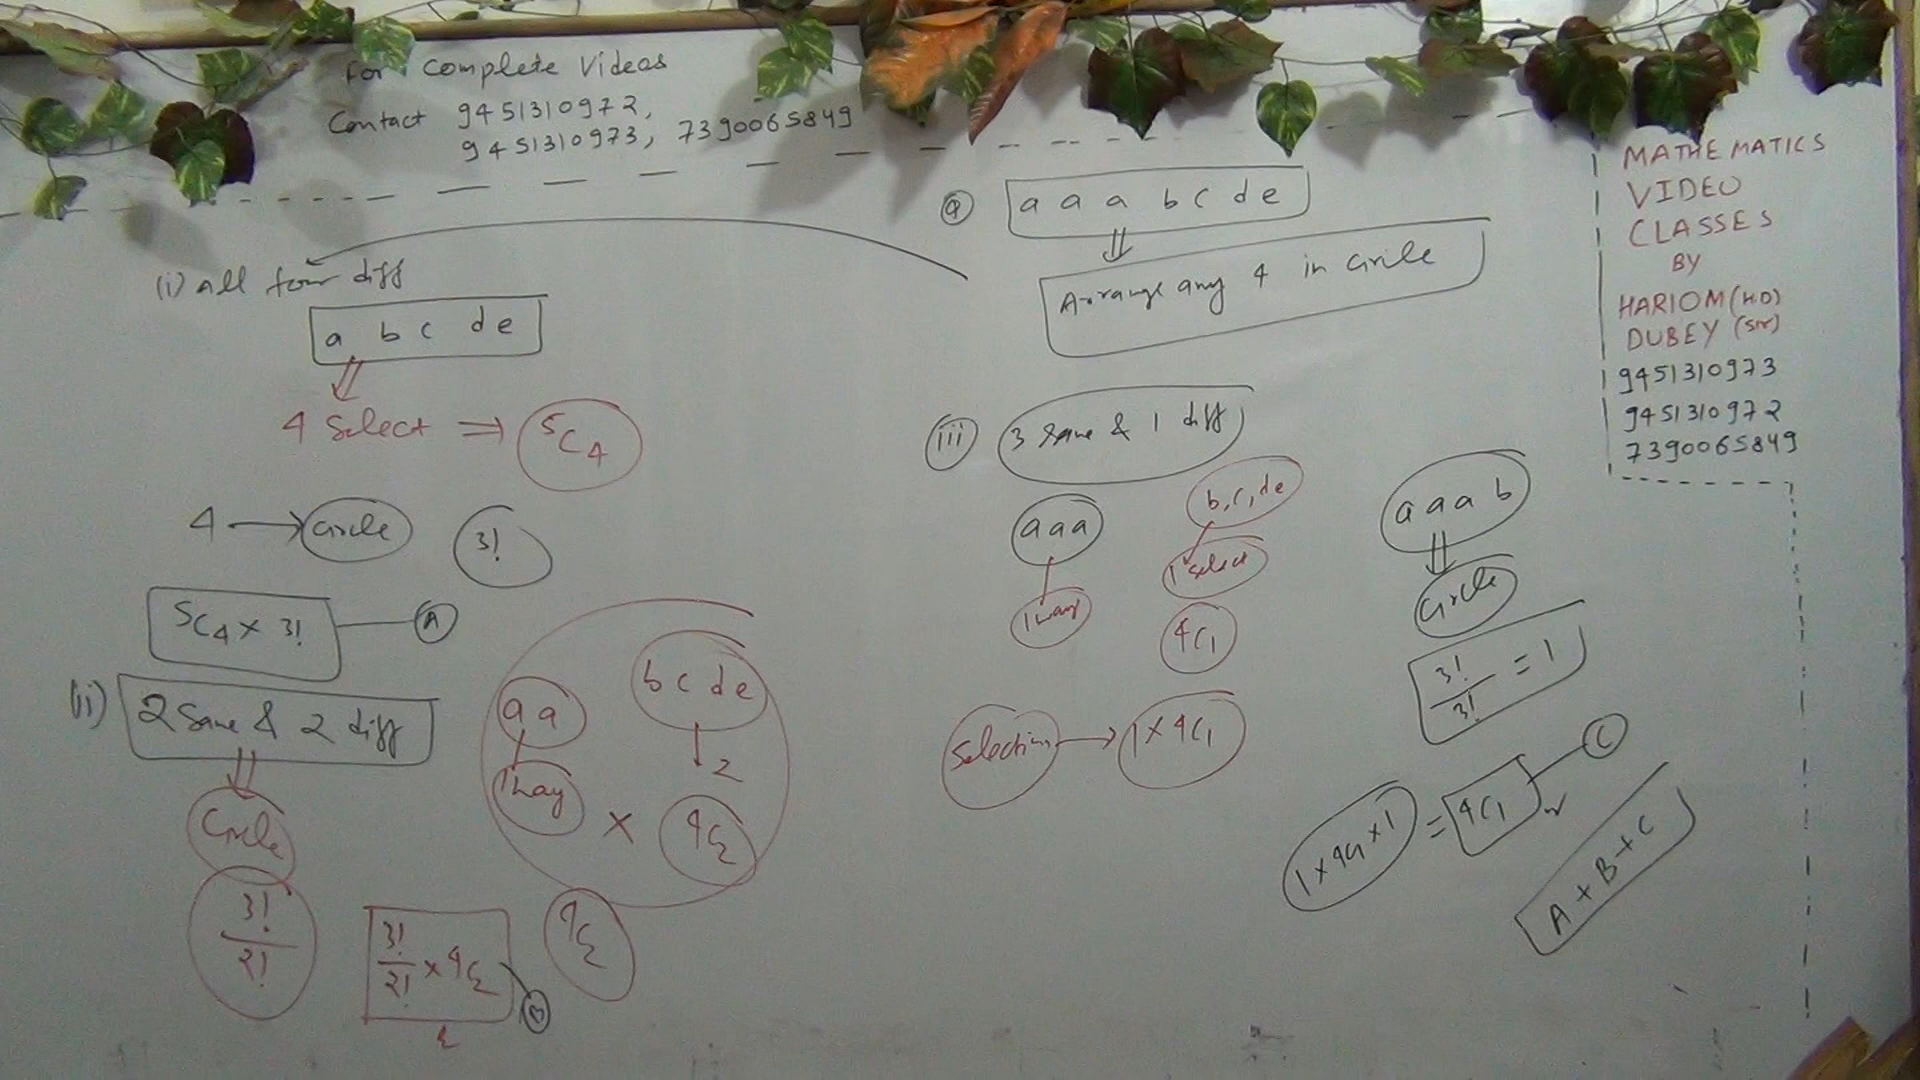 For Complete Videos
Contact 9451310972,
9451310973, 7390065849
MATHEMATICS
VIDEO
CLASSES
BY
HARIOM (H.D)
DUBEY (Sir)
9451310973
9451310972
7390065849
Q a a a b c d e
⇓
Arrange any 4 in circle
(i) all four diff
a b c d e
⇓
4 Select ⇒ 5C4
4 → circle 3!
5C4 × 3! — A
(ii) 2 same & 2 diff
⇓
Circle
3!/2!
a a b c d e
1 way 2
× 4C2
4C2
3!/2! × 4C2
B
iii 3 same & 1 diff
a a a b, c, d e
1 way 1 select
4C1
Selection → 1 × 4C1
a a a b
⇓
Circle
3!/3! = 1
1 × 4C1 × 1 = 4C1 C
A + B + C